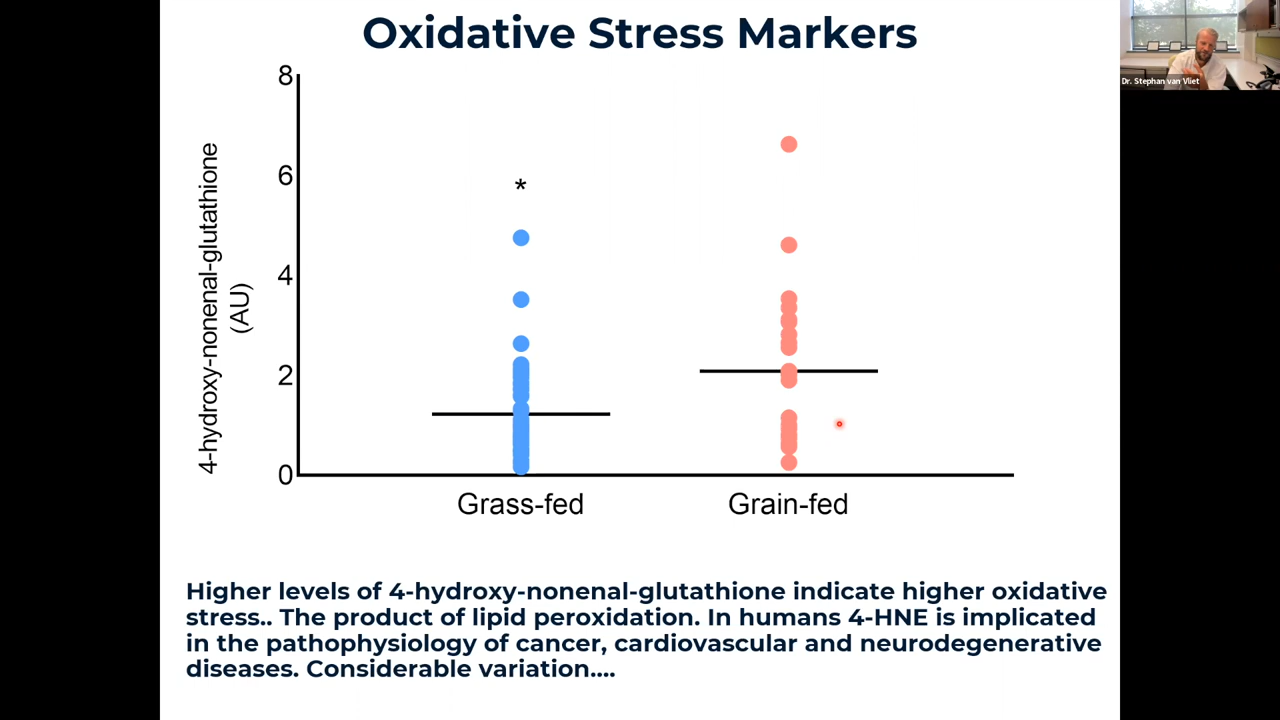 Oxidative Stress Markers
Dr. Stephan van Vliet
8
6
4
2
0
4-hydroxy-nonenal-glutathione
(AU)
*
Grass-fed
Grain-fed
Higher levels of 4-hydroxy-nonenal-glutathione indicate higher oxidative
stress.. The product of lipid peroxidation. In humans 4-HNE is implicated
in the pathophysiology of cancer, cardiovascular and neurodegenerative
diseases. Considerable variation....